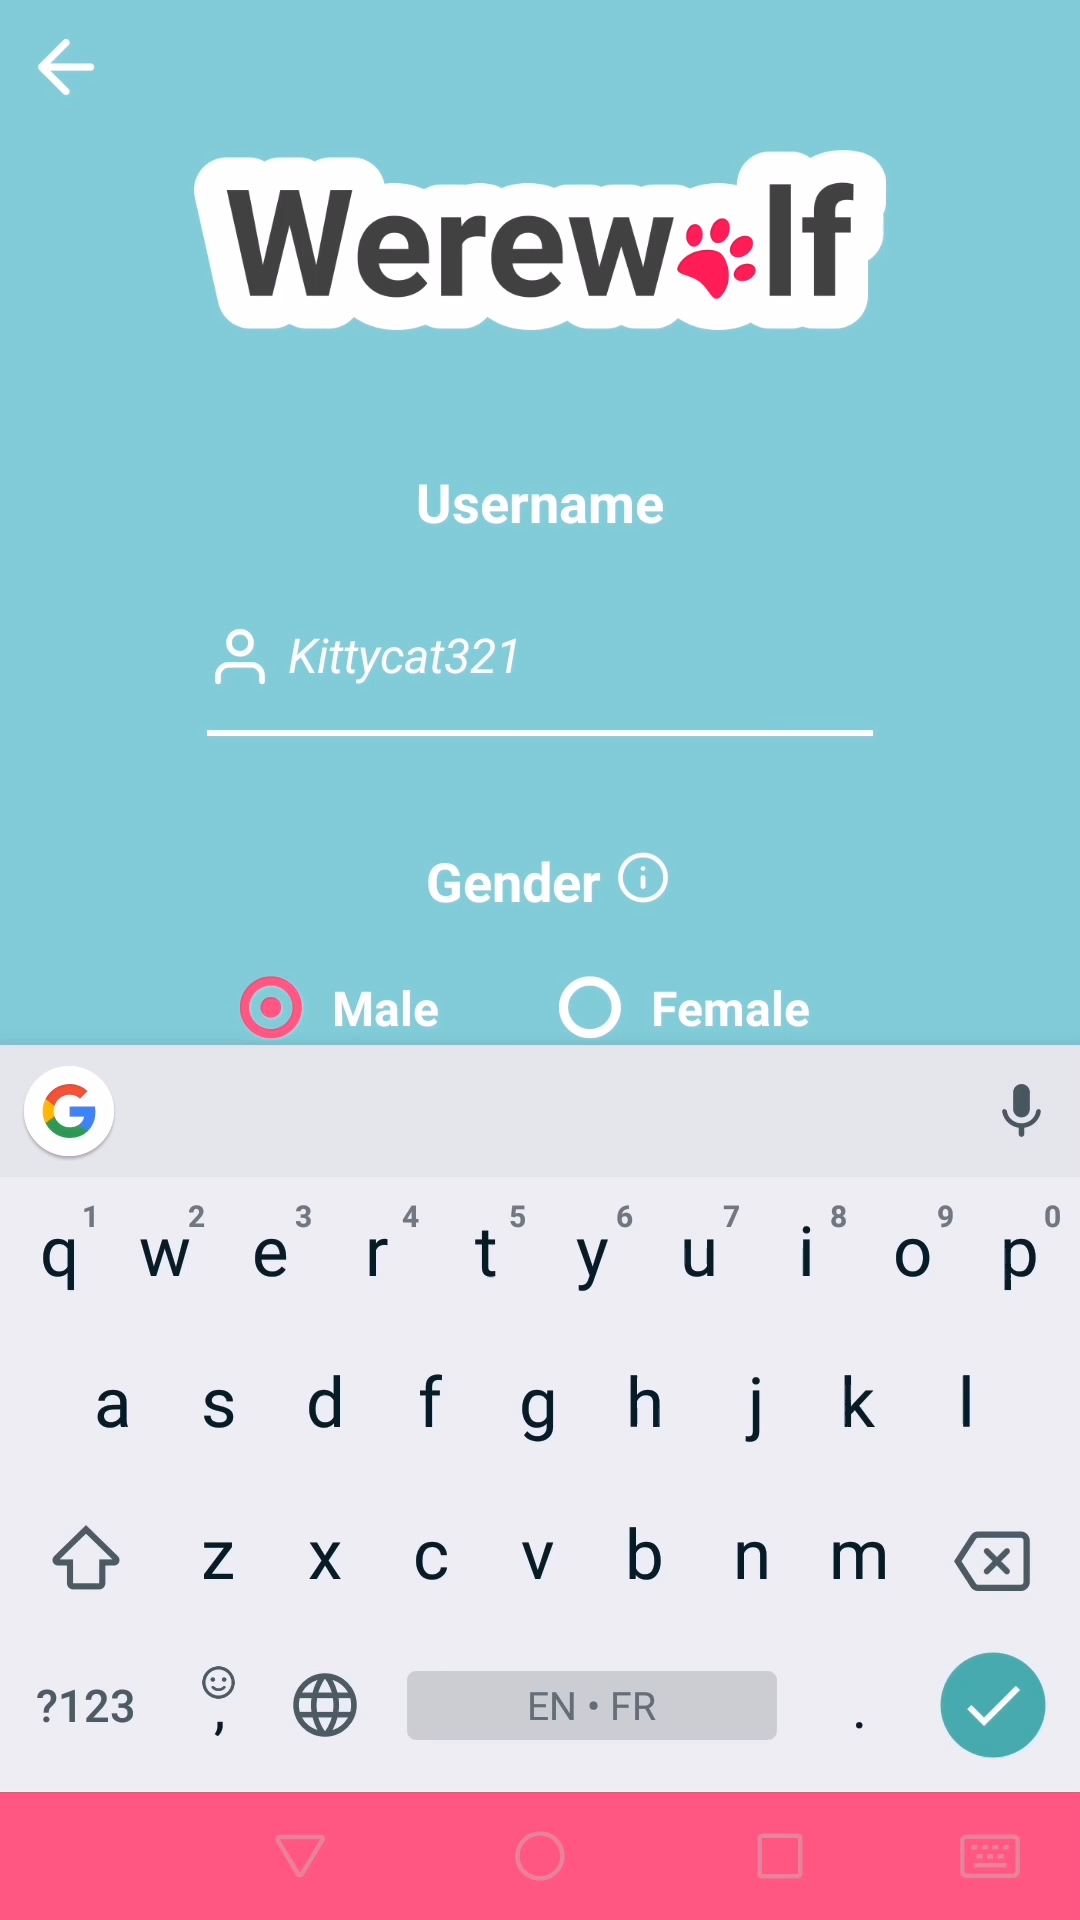 Werewolf
Username
Kittycat321
Gender
Male Female
1 2 3 4 5 6 7 8 9 0
q w e r t y u i o p
a s d f g h j k l
z x c v b n m
?123 , EN • FR .